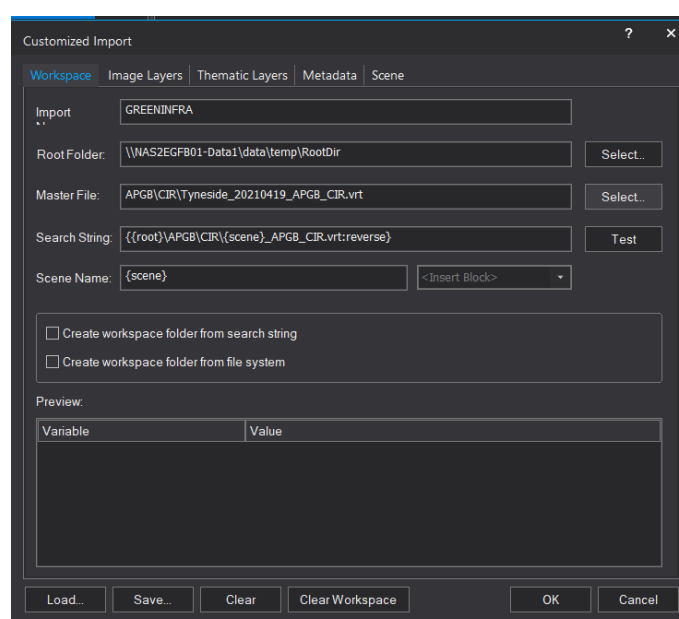 Customized Import ? ×
Workspace Image Layers Thematic Layers Metadata Scene
Import GREENINFRA
Root Folder: \\NAS2EGFB01-Data1\data\temp\RootDir Select...
Master File: APGB\CIR\Tyneside_20210419_APGB_CIR.vrt Select...
Search String: {{root}\APGB\CIR\{scene}_APGB_CIR.vrt:reverse} Test
Scene Name: {scene} <Insert Block>
Create workspace folder from search string
Create workspace folder from file system
Preview:
Variable Value
Load... Save... Clear Clear Workspace OK Cancel